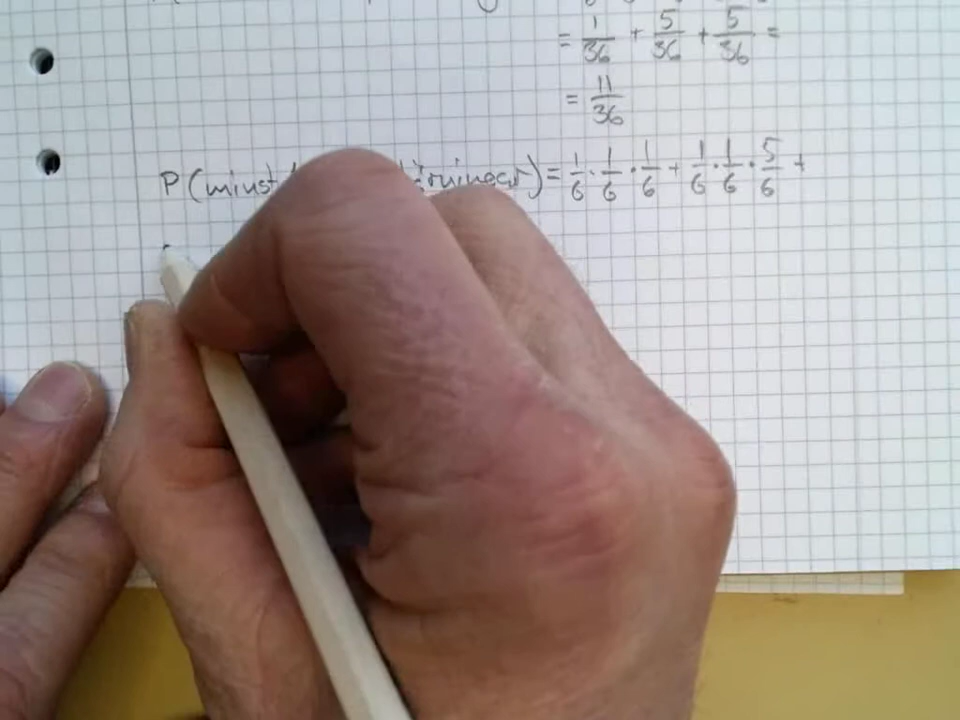 = 1/36 + 5/36 + 5/36 =
= 11/36
P (minst = 1/6 · 1/6 · 1/6 + 1/6 · 1/6 · 5/6 +